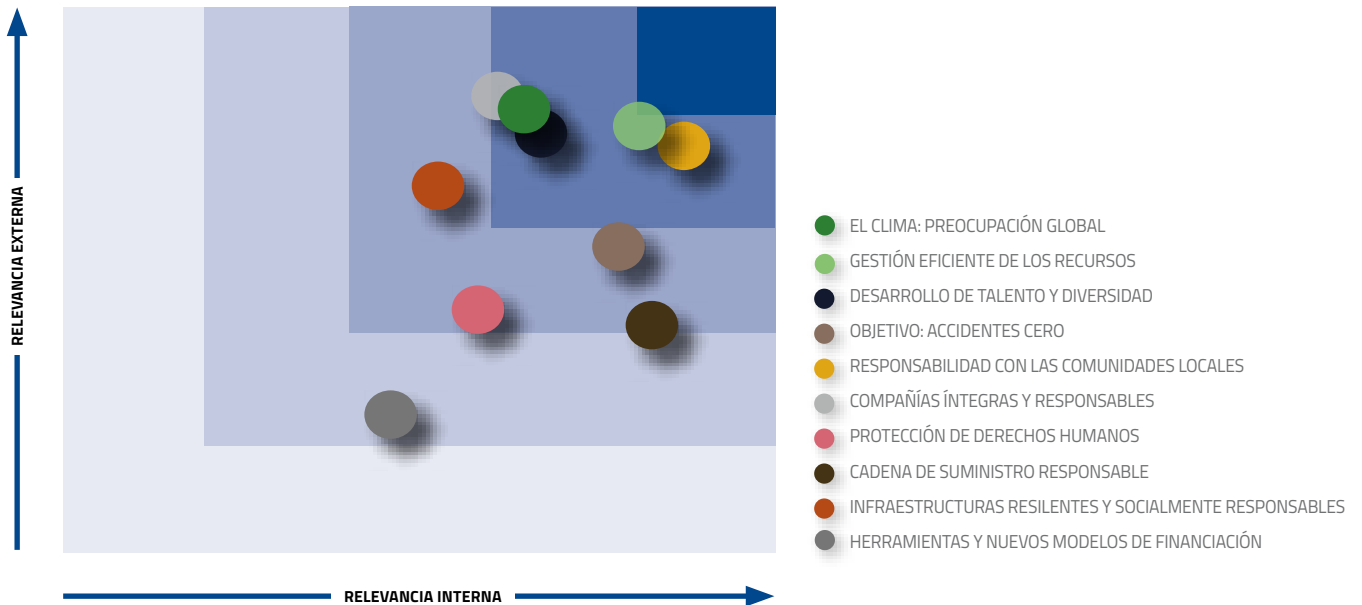 RELEVANCIA EXTERNA
EL CLIMA: PREOCUPACIÓN GLOBAL
GESTIÓN EFICIENTE DE LOS RECURSOS
DESARROLLO DE TALENTO Y DIVERSIDAD
OBJETIVO: ACCIDENTES CERO
RESPONSABILIDAD CON LAS COMUNIDADES LOCALES
COMPAÑÍAS ÍNTEGRAS Y RESPONSABLES
PROTECCIÓN DE DERECHOS HUMANOS
CADENA DE SUMINISTRO RESPONSABLE
INFRAESTRUCTURAS RESILENTES Y SOCIALMENTE RESPONSABLES
HERRAMIENTAS Y NUEVOS MODELOS DE FINANCIACIÓN
RELEVANCIA INTERNA